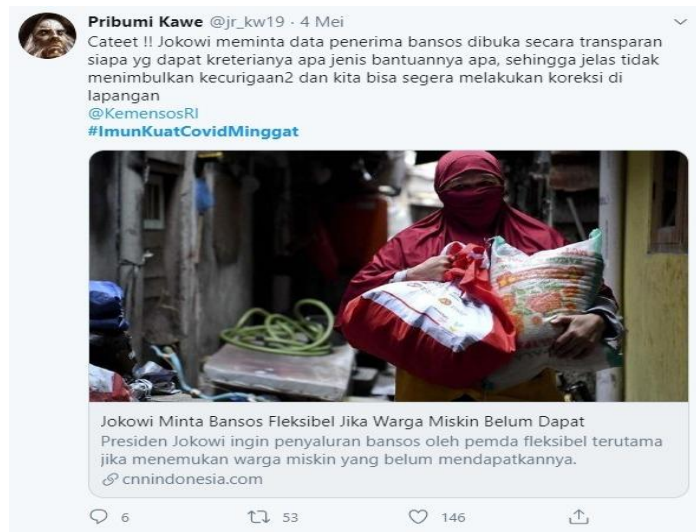 Pribumi Kawe @jr_kw19 · 4 Mei
Cateet !! Jokowi meminta data penerima bansos dibuka secara transparan
siapa yg dapat kreterianya apa jenis bantuannya apa, sehingga jelas tidak
menimbulkan kecurigaan2 dan kita bisa segera melakukan koreksi di
lapangan
@KemensosRI
#ImunKuatCovidMinggat
Jokowi Minta Bansos Fleksibel Jika Warga Miskin Belum Dapat
Presiden Jokowi ingin penyaluran bansos oleh pemda fleksibel terutama
jika menemukan warga miskin yang belum mendapatkannya.
cnnindonesia.com
6 53 146